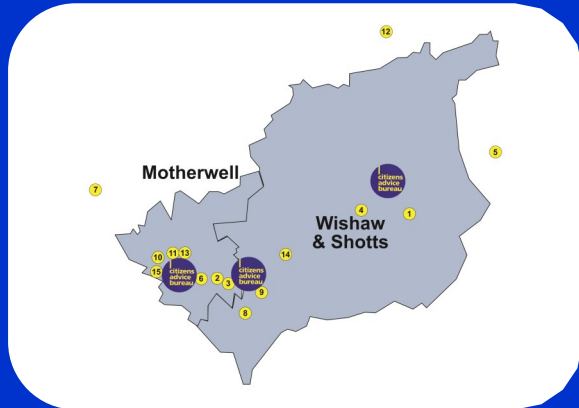 12
5
citizens
advice
bureau
Motherwell
7
4
1
Wishaw
& Shotts
10
11
13
14
15
citizens
advice
bureau
6
2
3
citizens
advice
bureau
9
8